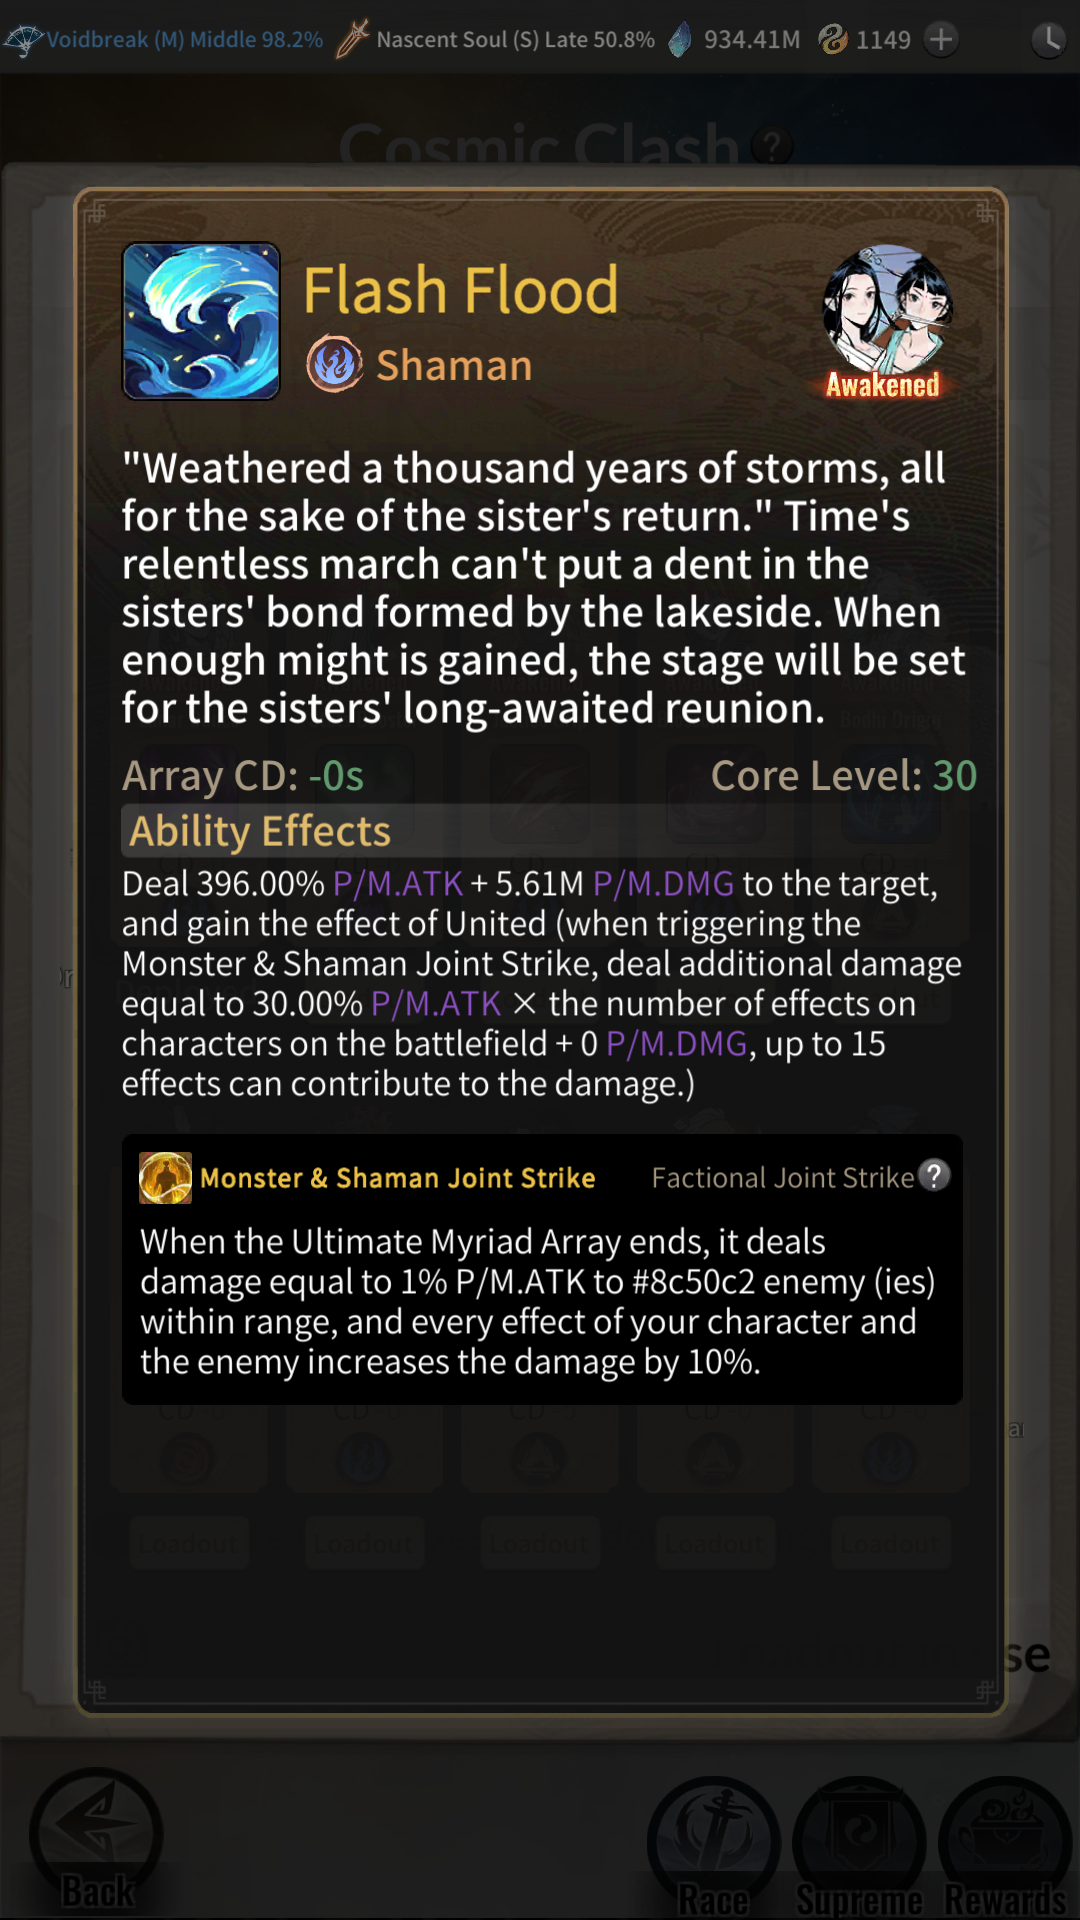 Voidbreak (M) Middle 98.2% Nascent Soul (S) Late 50.8% 934.41M 1149
Cosmic Clash ?
Flash Flood
Shaman
Awakened
"Weathered a thousand years of storms, all
for the sake of the sister's return." Time's
relentless march can't put a dent in the
sisters' bond formed by the lakeside. When
enough might is gained, the stage will be set
for the sisters' long-awaited reunion.
Array CD: -0s Core Level: 30
Ability Effects
Deal 396.00% P/M.ATK + 5.61M P/M.DMG to the target,
and gain the effect of United (when triggering the
Monster & Shaman Joint Strike, deal additional damage
equal to 30.00% P/M.ATK × the number of effects on
characters on the battlefield + 0 P/M.DMG, up to 15
effects can contribute to the damage.)
Monster & Shaman Joint Strike Factional Joint Strike ?
When the Ultimate Myriad Array ends, it deals
damage equal to 1% P/M.ATK to #8c50c2 enemy (ies)
within range, and every effect of your character and
the enemy increases the damage by 10%.
Loadout Loadout Loadout Loadout Loadout
se
Back Race Supreme Rewards